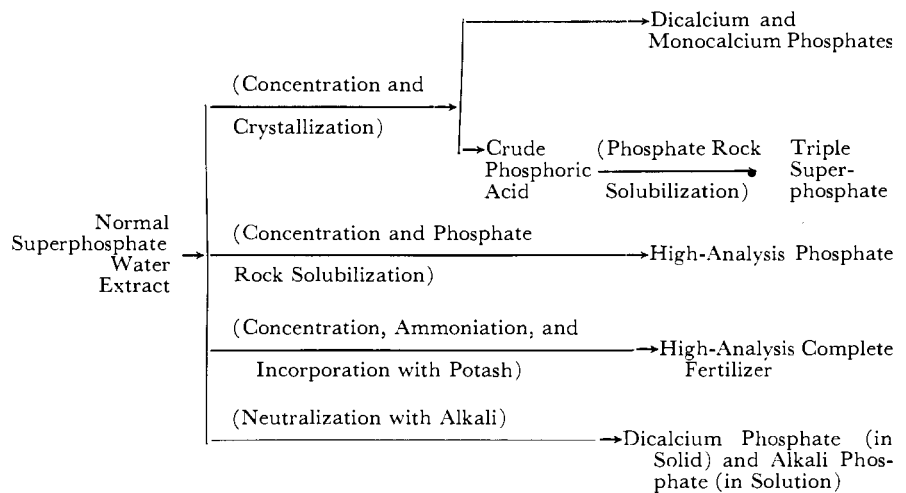 Dicalcium and
Monocalcium Phosphates
(Concentration and
Crystallization)
Crude
Phosphoric
Acid
(Phosphate Rock
Solubilization)
Triple
Super-
phosphate
Normal
Superphosphate
Water
Extract
(Concentration and Phosphate
Rock Solubilization)
High-Analysis Phosphate
(Concentration, Ammoniation, and
Incorporation with Potash)
High-Analysis Complete
Fertilizer
(Neutralization with Alkali)
Dicalcium Phosphate (in
Solid) and Alkali Phos-
phate (in Solution)